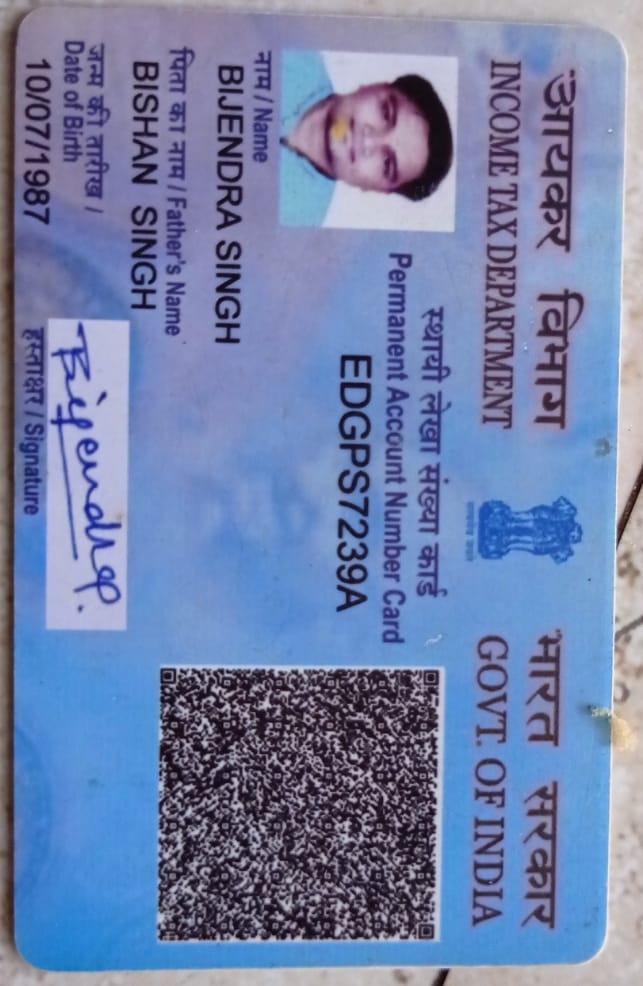 आयकर विभाग
INCOME TAX DEPARTMENT
भारत सरकार
GOVT. OF INDIA
स्थायी लेखा संख्या कार्ड
Permanent Account Number Card
EDGPS7239A
नाम / Name
BIJENDRA SINGH
पिता का नाम / Father's Name
BISHAN SINGH
जन्म की तारीख /
Date of Birth
10/07/1987
Bijendra
हस्ताक्षर / Signature